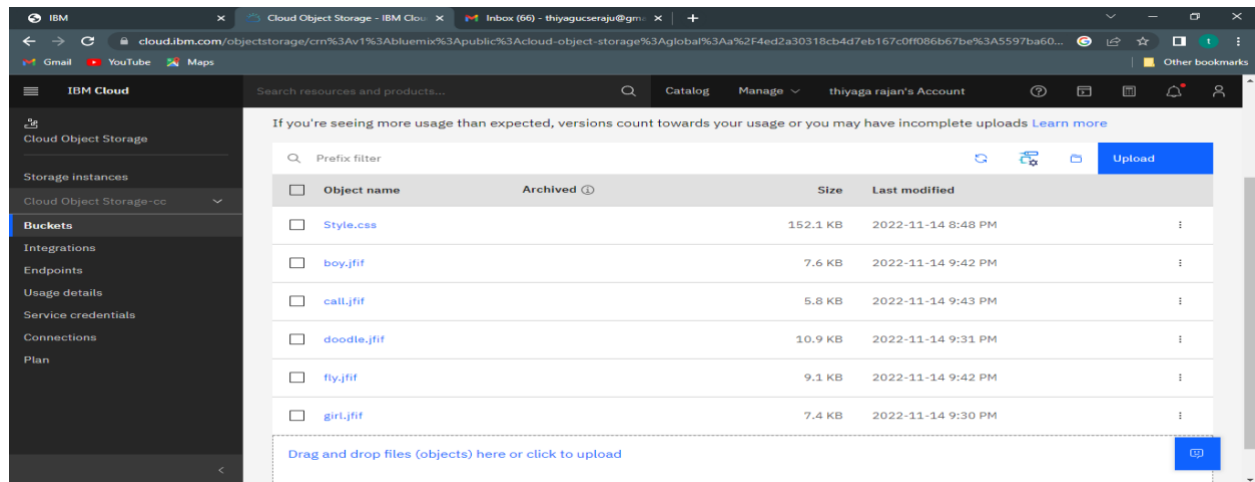 IBM
Cloud Object Storage - IBM Clou
Inbox (66) - thiyagucseraju@gma
cloud.ibm.com/objectstorage/crn%3Av1%3Abluemix%3Apublic%3Acloud-object-storage%3Aglobal%3Aa%2F4ed2a30318cb4d7eb167c0ff086b67be%3A5597ba60...
Gmail YouTube Maps Other bookmarks
IBM Cloud
Search resources and products...
Catalog Manage thiyaga rajan's Account
Cloud Object Storage
Storage instances
Cloud Object Storage-cc
Buckets
Integrations
Endpoints
Usage details
Service credentials
Connections
Plan
If you're seeing more usage than expected, versions count towards your usage or you may have incomplete uploads Learn more
Prefix filter Upload
Object name Archived Size Last modified
Style.css 152.1 KB 2022-11-14 8:48 PM
boy.jfif 7.6 KB 2022-11-14 9:42 PM
call.jfif 5.8 KB 2022-11-14 9:43 PM
doodle.jfif 10.9 KB 2022-11-14 9:31 PM
fly.jfif 9.1 KB 2022-11-14 9:42 PM
girl.jfif 7.4 KB 2022-11-14 9:30 PM
Drag and drop files (objects) here or click to upload